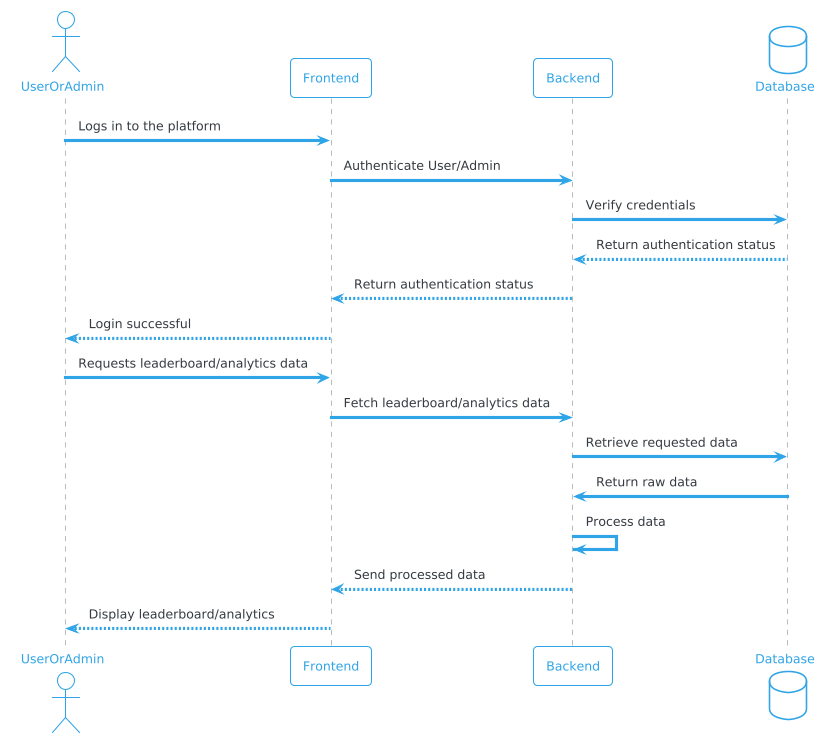 UserOrAdmin
Frontend
Backend
Database
Logs in to the platform
Authenticate User/Admin
Verify credentials
Return authentication status
Return authentication status
Login successful
Requests leaderboard/analytics data
Fetch leaderboard/analytics data
Retrieve requested data
Return raw data
Process data
Send processed data
Display leaderboard/analytics
UserOrAdmin
Frontend
Backend
Database